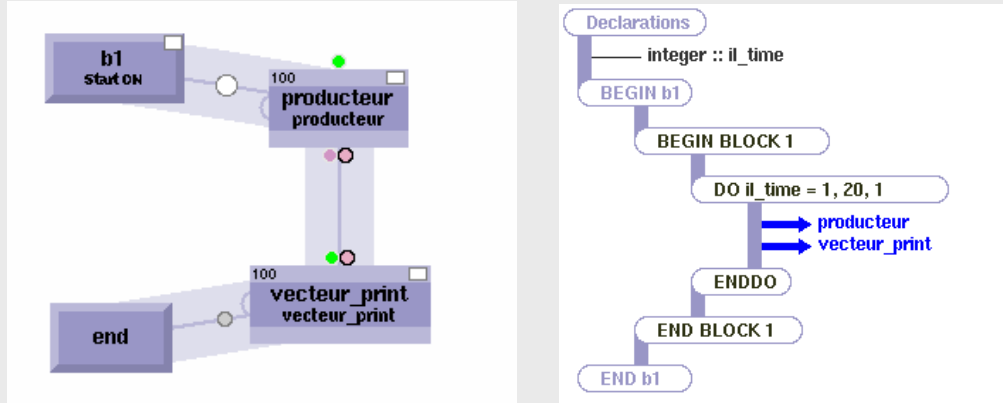 b1
start ON
100
producteur
producteur
100
vecteur_print
vecteur_print
end
Declarations
integer :: il_time
BEGIN b1
BEGIN BLOCK 1
DO il_time = 1, 20, 1
producteur
vecteur_print
ENDDO
END BLOCK 1
END b1